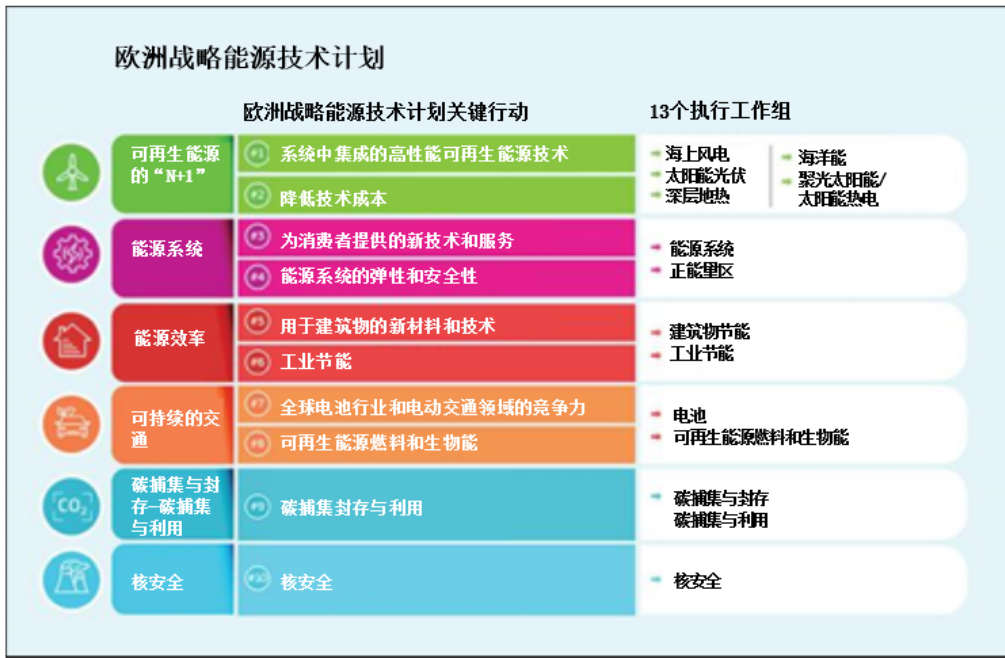 欧洲战略能源技术计划
欧洲战略能源技术计划关键行动
13个执行工作组
可再生能源
的“N+1”
#1 系统中集成的高性能可再生能源技术
#2 降低技术成本
海上风电
太阳能光伏
深层地热
海洋能
聚光太阳能/
太阳能热电
能源系统
#3 为消费者提供的新技术和服务
#4 能源系统的弹性和安全性
能源系统
正能量区
能源效率
#5 用于建筑物的新材料和技术
#6 工业节能
建筑物节能
工业节能
可持续的交
通
#7 全球电池行业和电动交通领域的竞争力
#8 可再生能源燃料和生物能
电池
可再生能源燃料和生物能
CO₂
碳捕集与封
存-碳捕集
与利用
#9 碳捕集封存与利用
碳捕集与封存
碳捕集与利用
核安全
#10 核安全
核安全